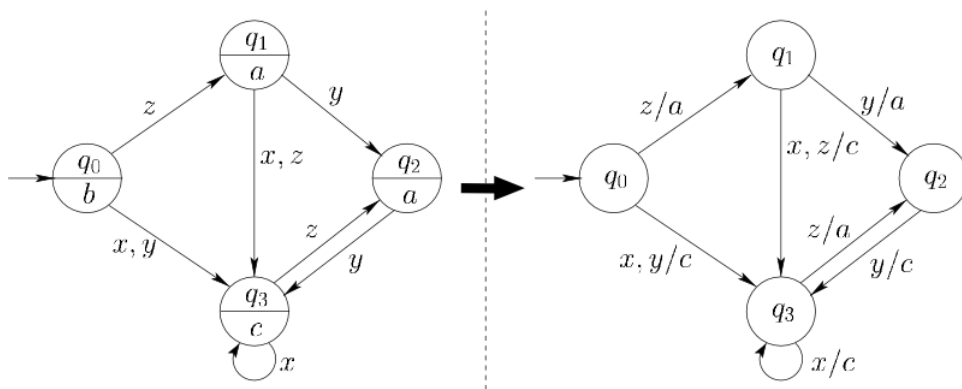 q₁
a
z
y
x, z
q₀
b
q₂
a
x, y
z
y
q₃
c
x
q₁
z/a
y/a
x, z/c
q₀
q₂
x, y/c
z/a
y/c
q₃
x/c